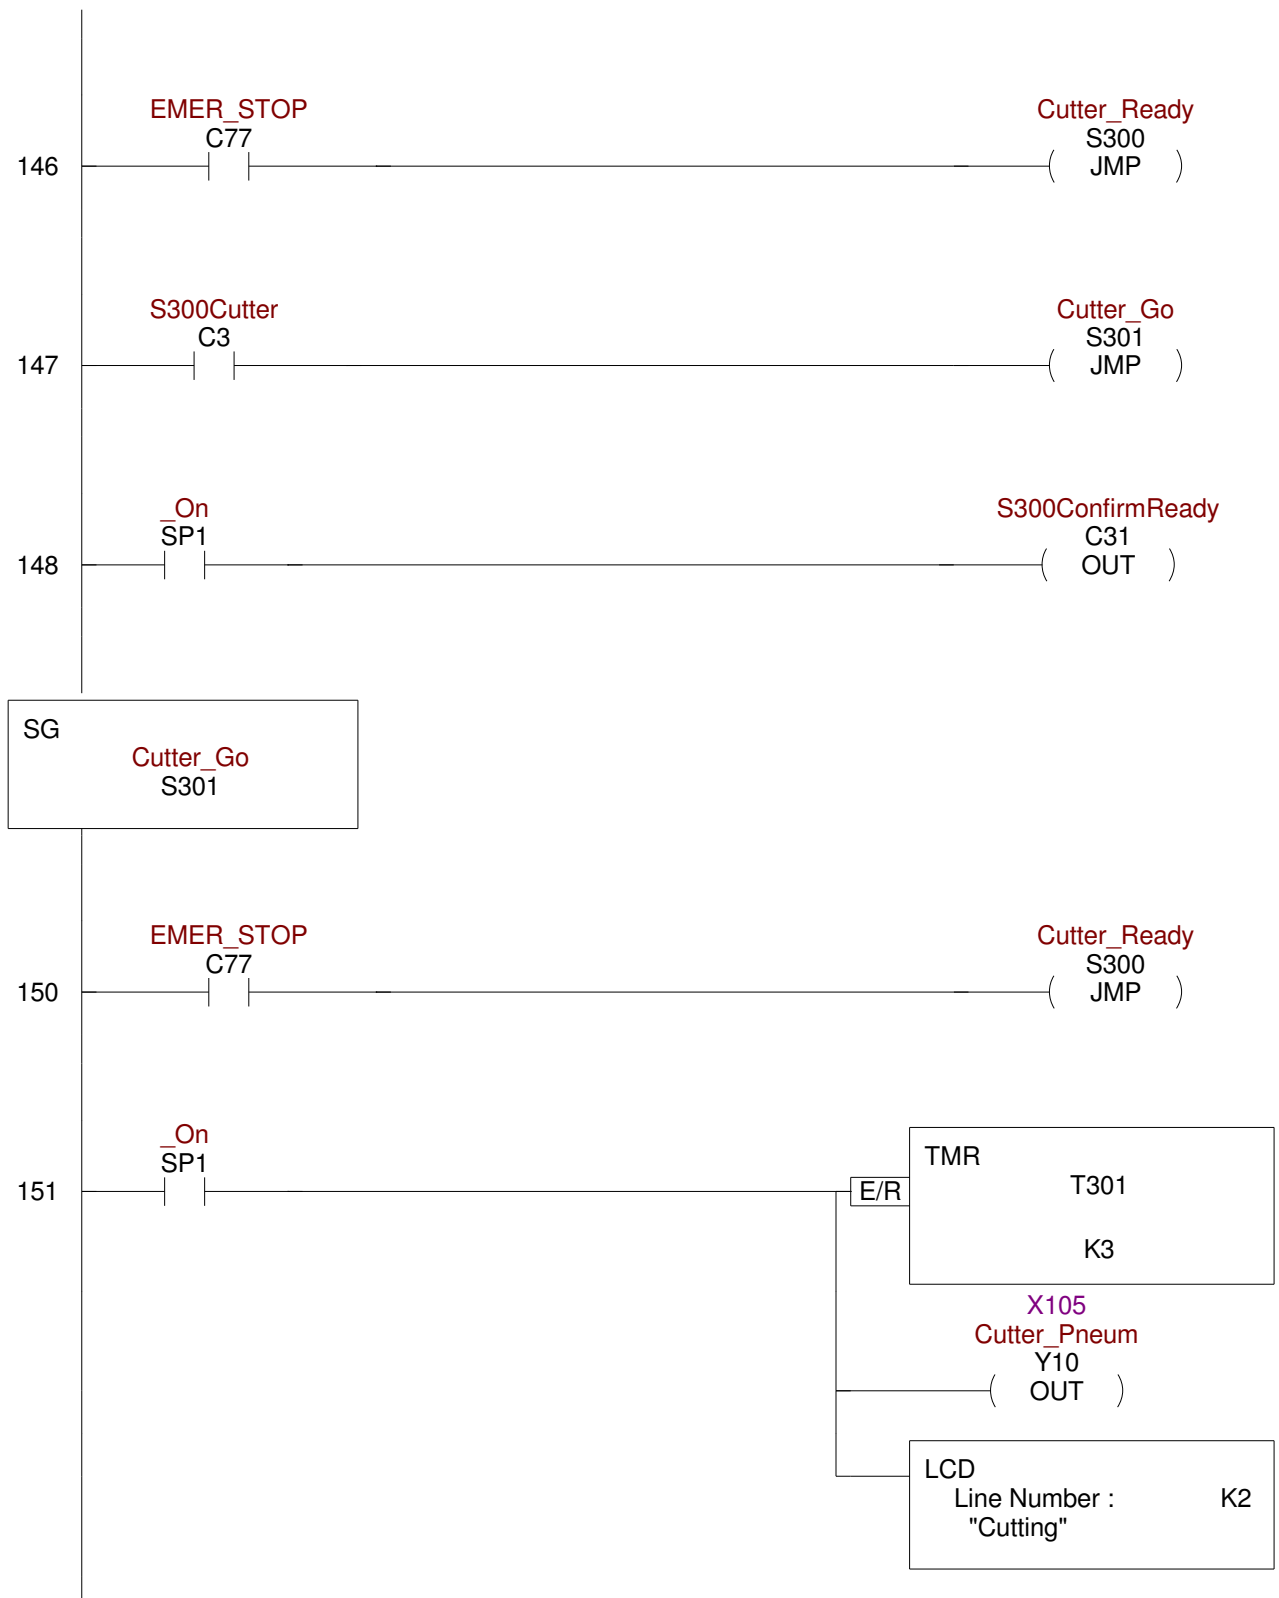 EMER_STOP
C77
Cutter_Ready
S300
146
JMP
S300Cutter
C3
Cutter_Go
S301
147
JMP
_On
SP1
S300ConfirmReady
C31
148
OUT
SG
Cutter_Go
S301
EMER_STOP
C77
Cutter_Ready
S300
150
JMP
_On
SP1
151
E/R
TMR
T301
K3
X105
Cutter_Pneum
Y10
OUT
LCD
Line Number : K2
"Cutting"